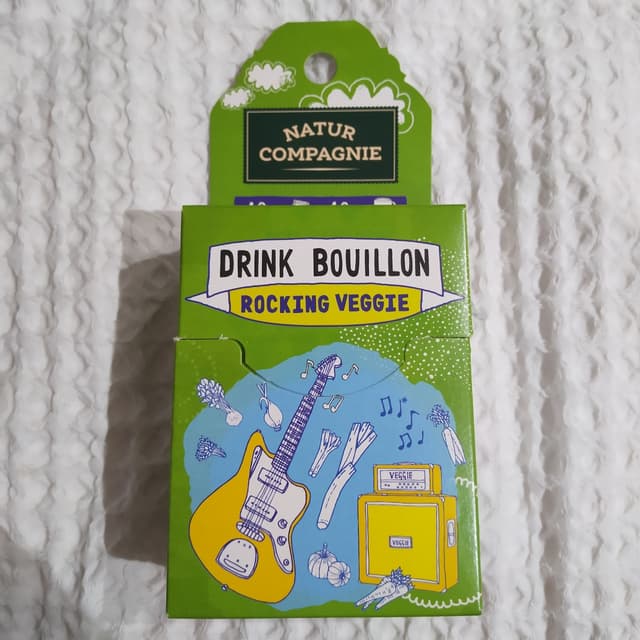 NATUR
COMPAGNIE
DRINK BOUILLON
ROCKING VEGGIE
VEGGIE
VEGGIE